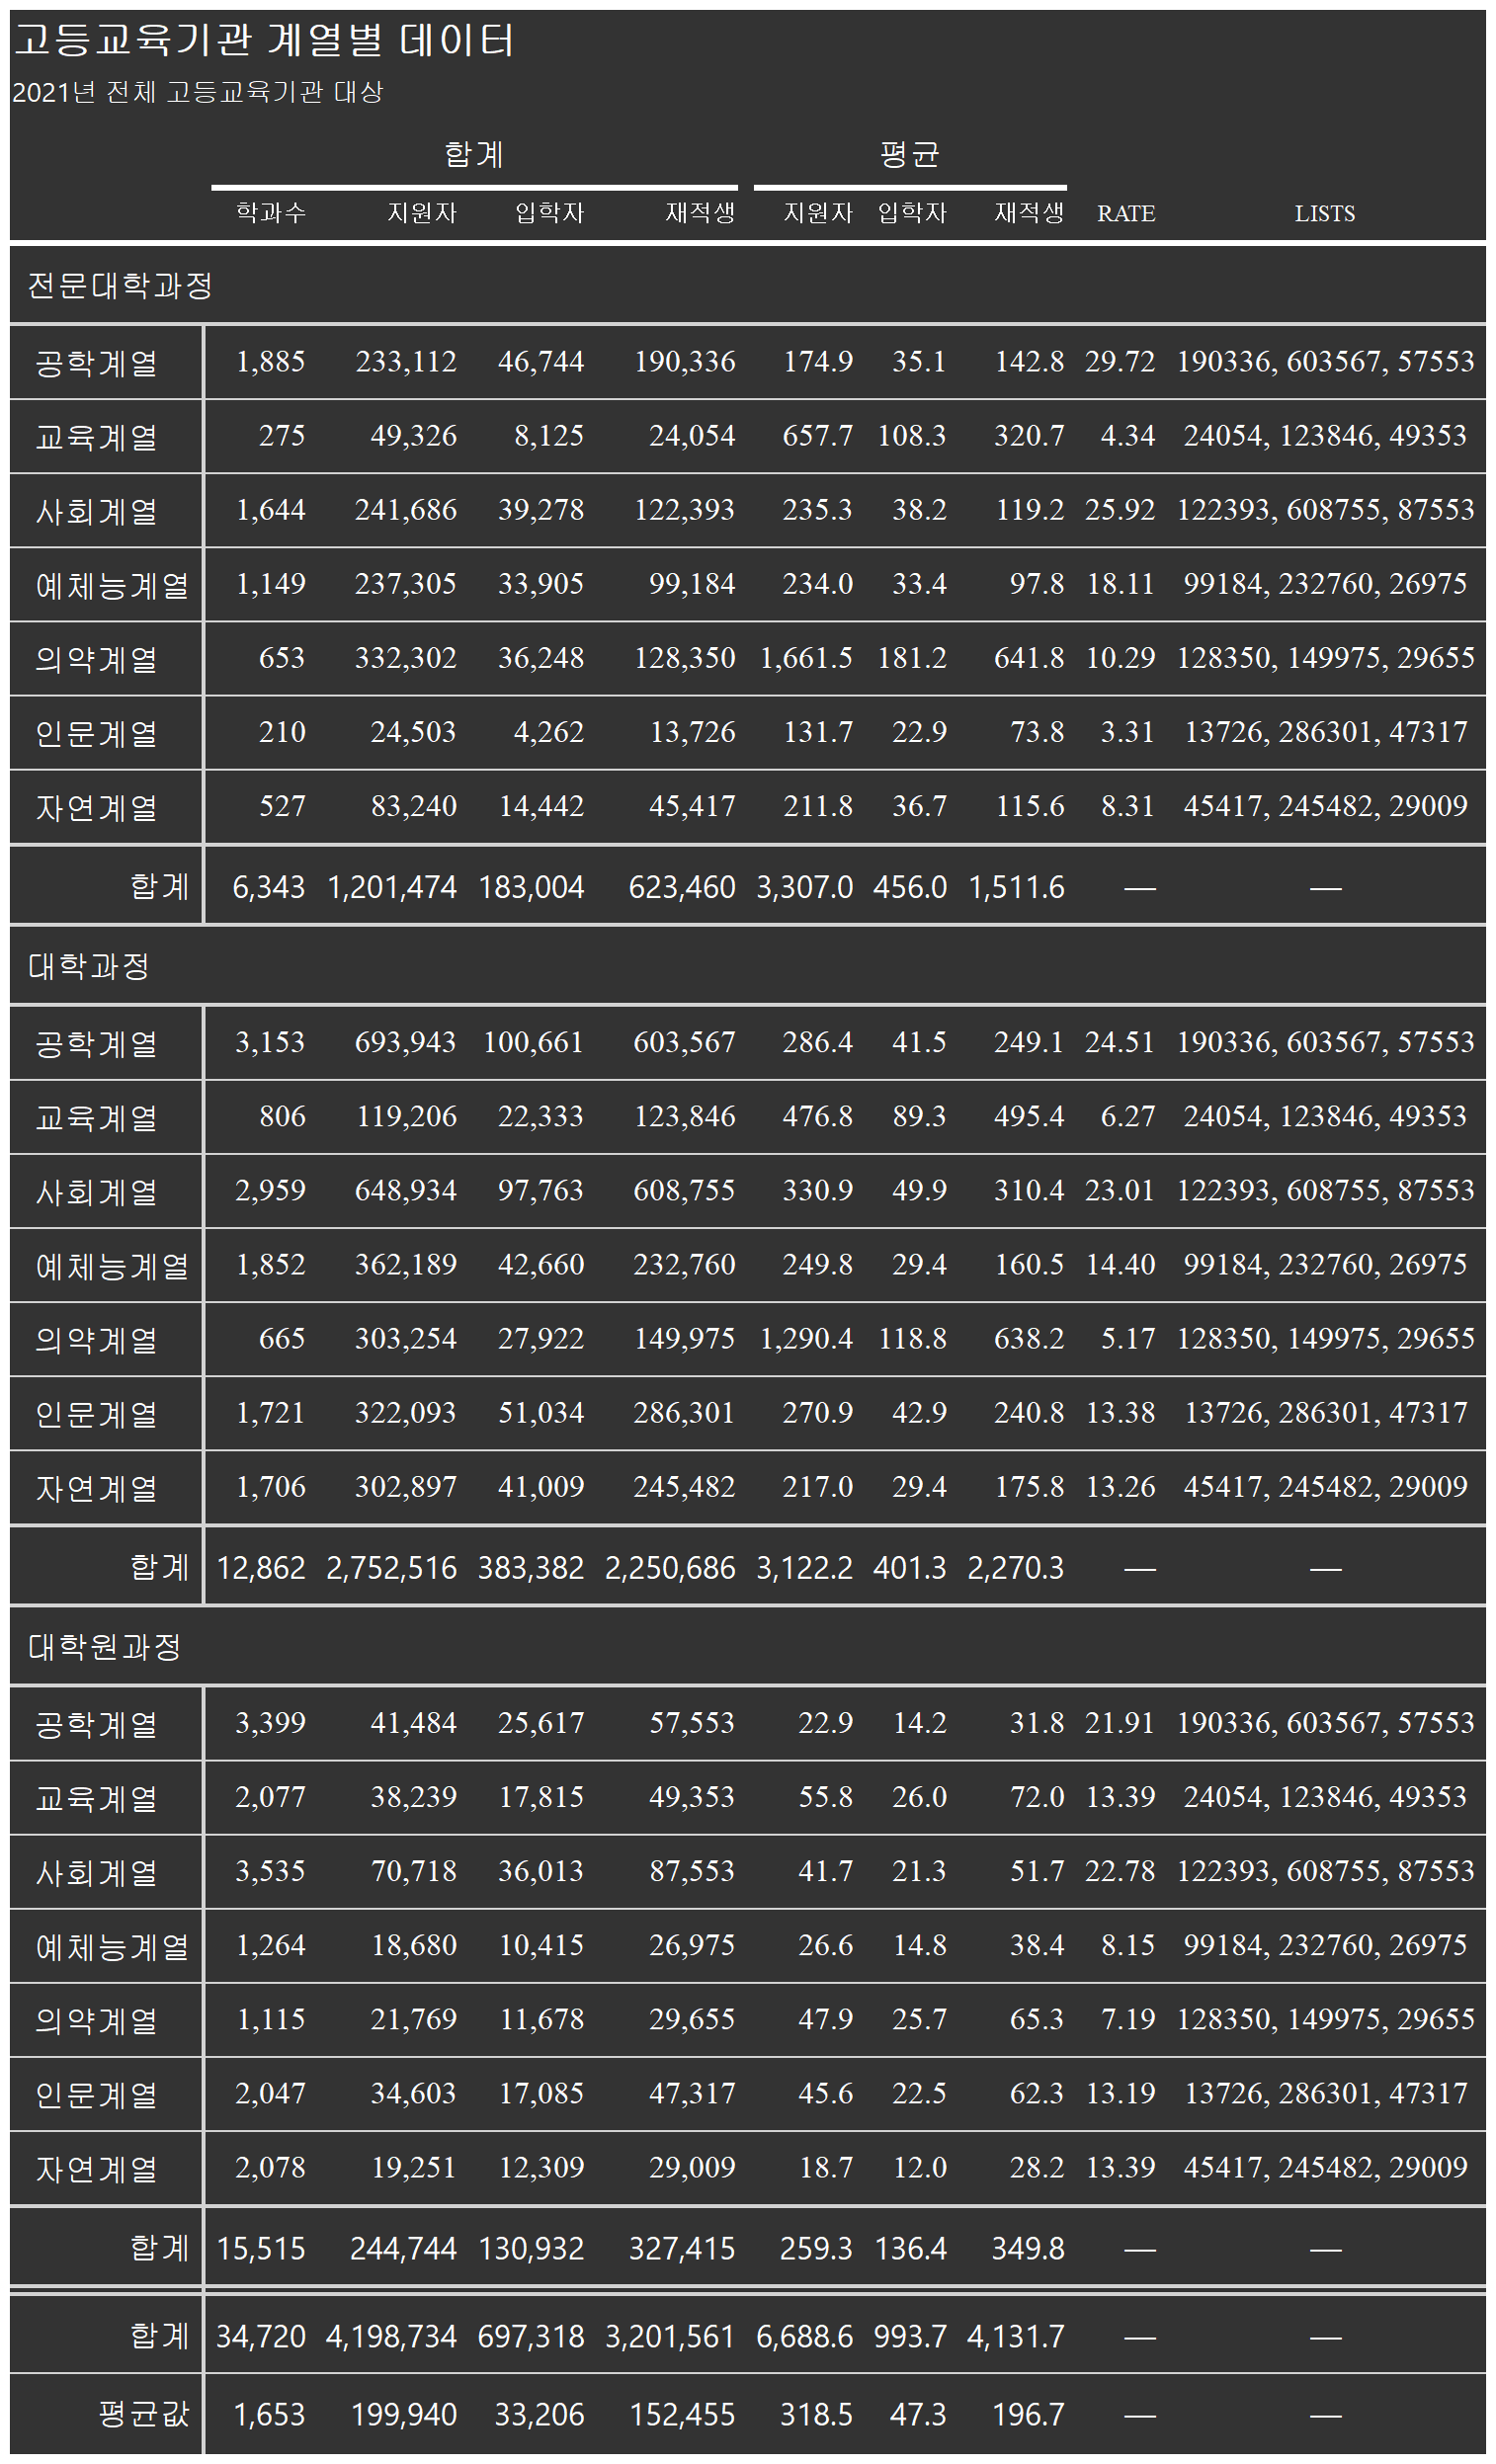 고등교육기관 계열별 데이터
2021년 전체 고등교육기관 대상
합계 평균
학과수 지원자 입학자 재적생 지원자 입학자 재적생 RATE LISTS
전문대학과정
공학계열 1,885 233,112 46,744 190,336 174.9 35.1 142.8 29.72 190336, 603567, 57553
교육계열 275 49,326 8,125 24,054 657.7 108.3 320.7 4.34 24054, 123846, 49353
사회계열 1,644 241,686 39,278 122,393 235.3 38.2 119.2 25.92 122393, 608755, 87553
예체능계열 1,149 237,305 33,905 99,184 234.0 33.4 97.8 18.11 99184, 232760, 26975
의약계열 653 332,302 36,248 128,350 1,661.5 181.2 641.8 10.29 128350, 149975, 29655
인문계열 210 24,503 4,262 13,726 131.7 22.9 73.8 3.31 13726, 286301, 47317
자연계열 527 83,240 14,442 45,417 211.8 36.7 115.6 8.31 45417, 245482, 29009
합계 6,343 1,201,474 183,004 623,460 3,307.0 456.0 1,511.6 — —
대학과정
공학계열 3,153 693,943 100,661 603,567 286.4 41.5 249.1 24.51 190336, 603567, 57553
교육계열 806 119,206 22,333 123,846 476.8 89.3 495.4 6.27 24054, 123846, 49353
사회계열 2,959 648,934 97,763 608,755 330.9 49.9 310.4 23.01 122393, 608755, 87553
예체능계열 1,852 362,189 42,660 232,760 249.8 29.4 160.5 14.40 99184, 232760, 26975
의약계열 665 303,254 27,922 149,975 1,290.4 118.8 638.2 5.17 128350, 149975, 29655
인문계열 1,721 322,093 51,034 286,301 270.9 42.9 240.8 13.38 13726, 286301, 47317
자연계열 1,706 302,897 41,009 245,482 217.0 29.4 175.8 13.26 45417, 245482, 29009
합계 12,862 2,752,516 383,382 2,250,686 3,122.2 401.3 2,270.3 — —
대학원과정
공학계열 3,399 41,484 25,617 57,553 22.9 14.2 31.8 21.91 190336, 603567, 57553
교육계열 2,077 38,239 17,815 49,353 55.8 26.0 72.0 13.39 24054, 123846, 49353
사회계열 3,535 70,718 36,013 87,553 41.7 21.3 51.7 22.78 122393, 608755, 87553
예체능계열 1,264 18,680 10,415 26,975 26.6 14.8 38.4 8.15 99184, 232760, 26975
의약계열 1,115 21,769 11,678 29,655 47.9 25.7 65.3 7.19 128350, 149975, 29655
인문계열 2,047 34,603 17,085 47,317 45.6 22.5 62.3 13.19 13726, 286301, 47317
자연계열 2,078 19,251 12,309 29,009 18.7 12.0 28.2 13.39 45417, 245482, 29009
합계 15,515 244,744 130,932 327,415 259.3 136.4 349.8 — —
합계 34,720 4,198,734 697,318 3,201,561 6,688.6 993.7 4,131.7 — —
평균값 1,653 199,940 33,206 152,455 318.5 47.3 196.7 — —